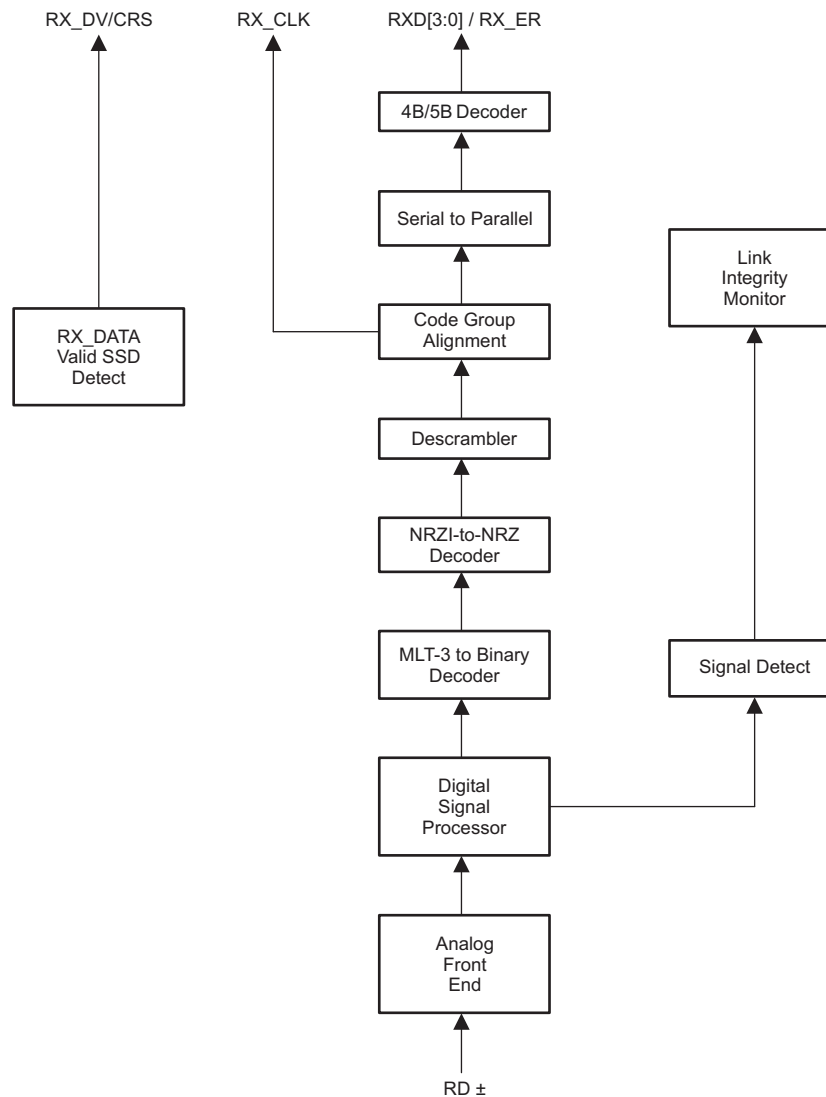 RX_DV/CRS
RX_CLK
RXD[3:0] / RX_ER
4B/5B Decoder
Serial to Parallel
Link
Integrity
Monitor
RX_DATA
Valid SSD
Detect
Code Group
Alignment
Descrambler
NRZI-to-NRZ
Decoder
MLT-3 to Binary
Decoder
Signal Detect
Digital
Signal
Processor
Analog
Front
End
RD ±